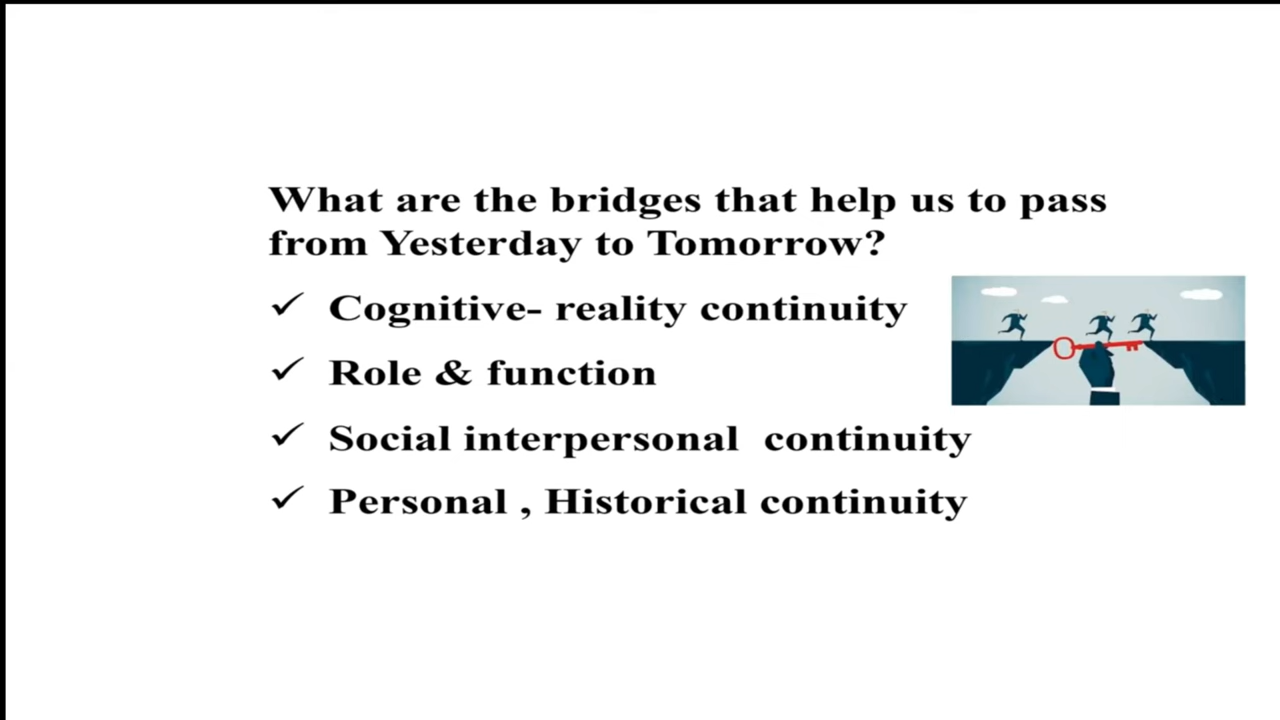 What are the bridges that help us to pass
from Yesterday to Tomorrow?
✓ Cognitive- reality continuity
✓ Role & function
✓ Social interpersonal  continuity
✓ Personal , Historical continuity